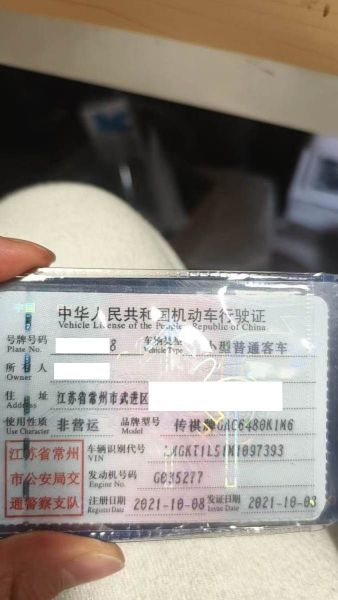 中国
中华人民共和国机动车行驶证
Vehicle License of the People's Republic of China
号牌号码 8 车辆类型 小型普通客车
Plate No. Vehicle Type
所有人
Owner
住址 江苏省常州市武进区
Address
使用性质 非营运 品牌型号 传祺牌GAC6480K1M6
Use Character Model
江苏省常州市公安局交通警察支队
车辆识别代号
VIN
发动机号码 G035277
Engine No.
注册日期 2021-10-08 发证日期
Register Date Issue Date